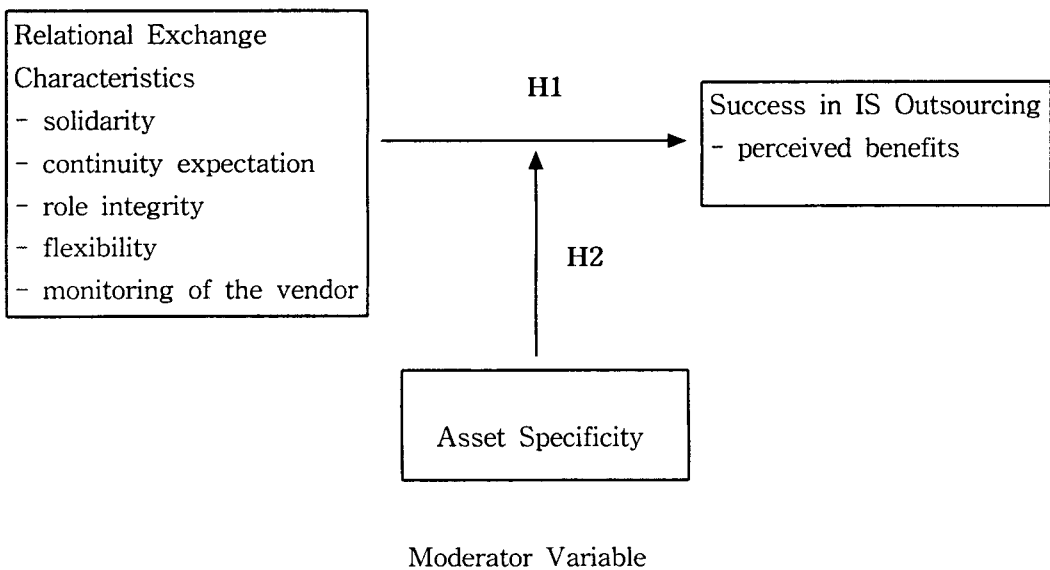 Relational Exchange
Characteristics
- solidarity
- continuity expectation
- role integrity
- flexibility
- monitoring of the vendor
H1
Success in IS Outsourcing
- perceived benefits
H2
Asset Specificity
Moderator Variable